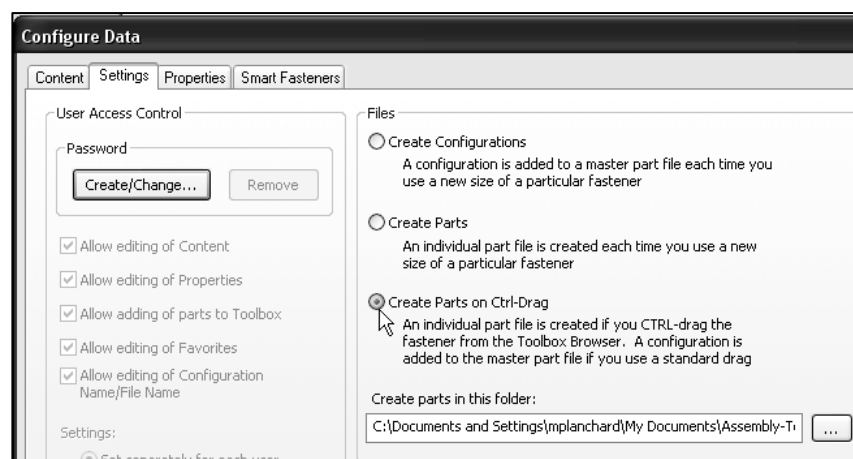 Configure Data
Content Settings Properties Smart Fasteners
User Access Control
Password
Create/Change... Remove
Allow editing of Content
Allow editing of Properties
Allow adding of parts to Toolbox
Allow editing of Favorites
Allow editing of Configuration
Name/File Name
Settings:
Set separately for each user
Files
Create Configurations
A configuration is added to a master part file each time you
use a new size of a particular fastener
Create Parts
An individual part file is created each time you use a new
size of a particular fastener
Create Parts on Ctrl-Drag
An individual part file is created if you CTRL-drag the
fastener from the Toolbox Browser. A configuration is
added to the master part file if you use a standard drag
Create parts in this folder:
C:\Documents and Settings\mplanchard\My Documents\Assembly-T
...